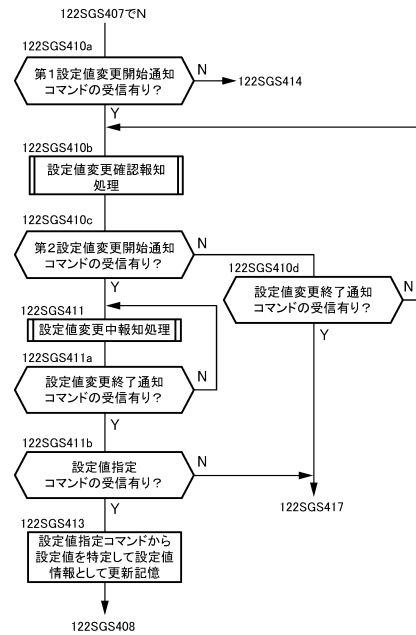 122SGS407でN
122SGS410a
第1設定値変更開始通知
コマンドの受信有り？
N
122SGS414
Y
122SGS410b
設定値変更確認報知
処理
122SGS410c
第2設定値変更開始通知
コマンドの受信有り？
N
122SGS410d
設定値変更終了通知
コマンドの受信有り？
N
Y
Y
122SGS411
設定値変更中報知処理
122SGS411a
設定値変更終了通知
コマンドの受信有り？
N
Y
122SGS411b
設定値指定
コマンドの受信有り？
N
122SGS417
Y
122SGS413
設定値指定コマンドから
設定値を特定して設定値
情報として更新記憶
122SGS408